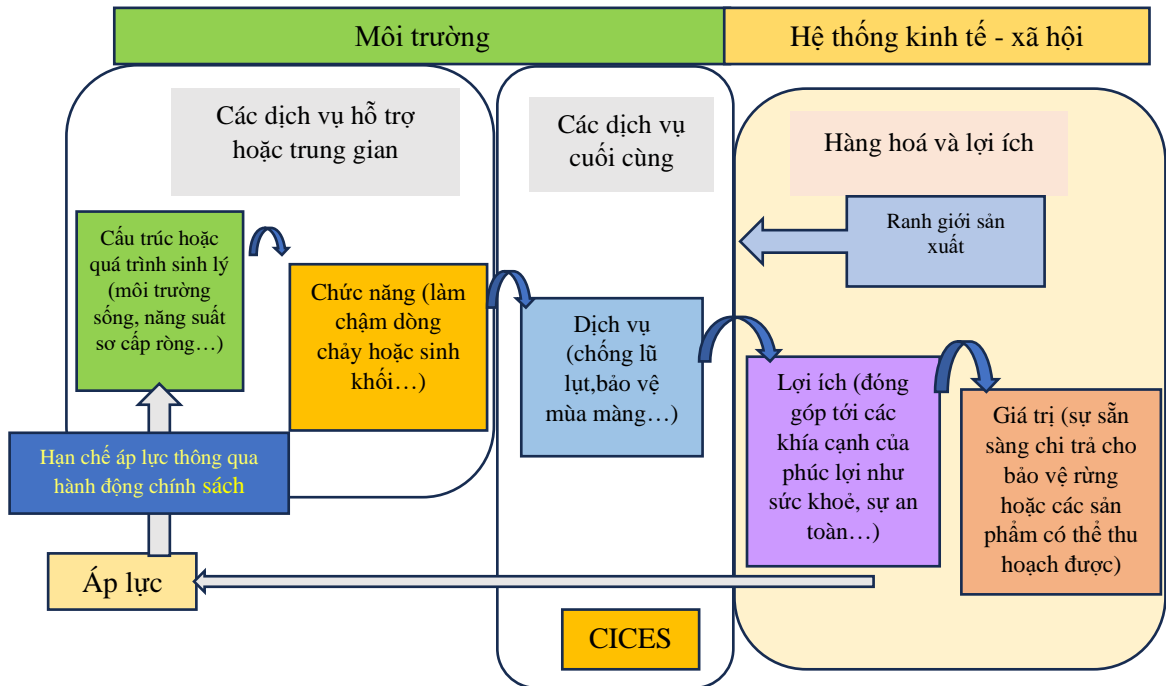 Môi trường
Hệ thống kinh tế - xã hội
Các dịch vụ hỗ trợ
hoặc trung gian
Các dịch vụ
cuối cùng
Hàng hoá và lợi ích
Ranh giới sản
xuất
Cấu trúc hoặc
quá trình sinh lý
(môi trường
sống, năng suất
sơ cấp ròng…)
Chức năng (làm
chậm dòng
chảy hoặc sinh
khối…)
Dịch vụ
(chống lũ
lụt,bảo vệ
mùa màng…)
Lợi ích (đóng
góp tới các
khía cạnh của
phúc lợi như
sức khoẻ, sự an
toàn…)
Giá trị (sự sẵn
sàng chi trả cho
bảo vệ rừng
hoặc các sản
phẩm có thể thu
hoạch được)
Hạn chế áp lực thông qua
hành động chính sách
Áp lực
CICES